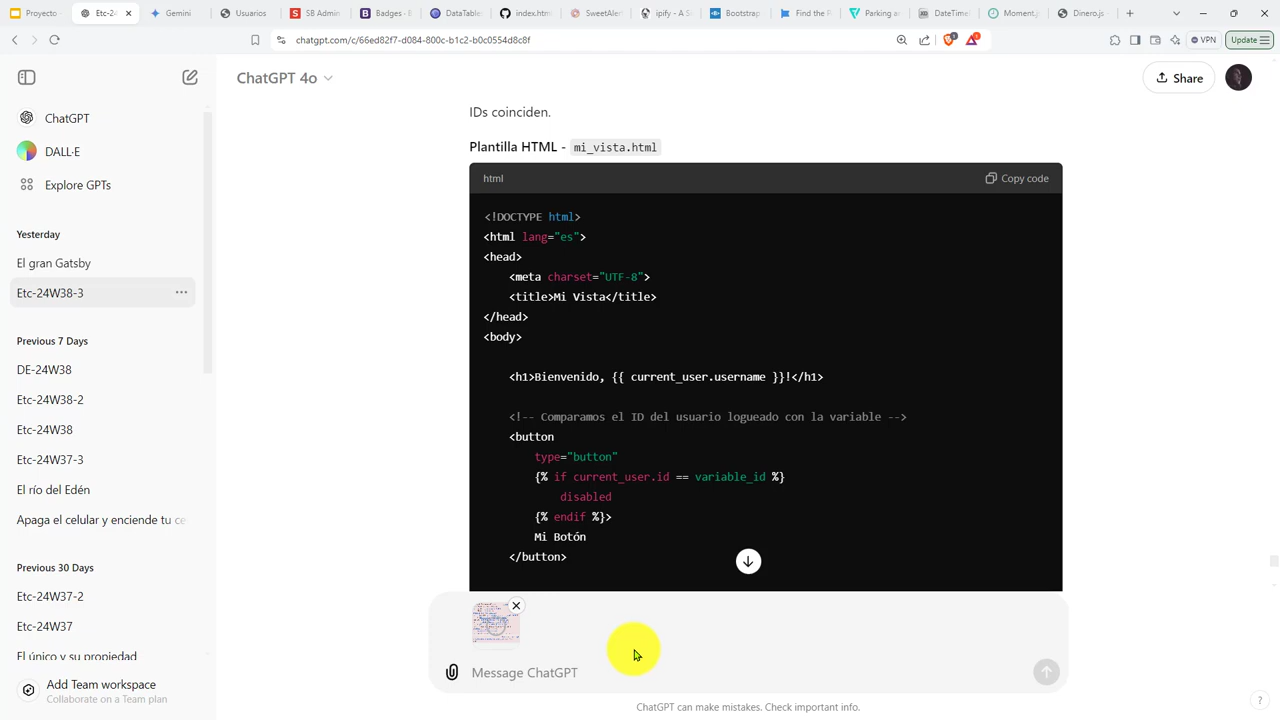 Proyecto
Etc-24
Gemini
Usuarios
SB Admin
Badges - B
DataTable
index.html
SweetAler
ipify - A S
Bootstrap
Find the P
Parking an
DateTime
Moment.js
Dinero.js
chatgpt.com/c/66ed82f7-d084-800c-b1c2-b0c0554d8c8f
VPN
Update
ChatGPT 4o
Share
ChatGPT
DALL·E
Explore GPTs
Yesterday
El gran Gatsby
Etc-24W38-3
Previous 7 Days
DE-24W38
Etc-24W38-2
Etc-24W38
Etc-24W37-3
El río del Edén
Apaga el celular y enciende tu ce
Previous 30 Days
Etc-24W37-2
Etc-24W37
El único y su propiedad
Add Team workspace
Collaborate on a Team plan
IDs coinciden.
Plantilla HTML - mi_vista.html
html
Copy code
<!DOCTYPE html>
<html lang="es">
<head>
<meta charset="UTF-8">
<title>Mi Vista</title>
</head>
<body>
<h1>Bienvenido, {{ current_user.username }}!</h1>
<!-- Comparamos el ID del usuario logueado con la variable -->
<button
type="button"
{% if current_user.id == variable_id %}
disabled
{% endif %}>
Mi Botón
</button>
Message ChatGPT
ChatGPT can make mistakes. Check important info.
?